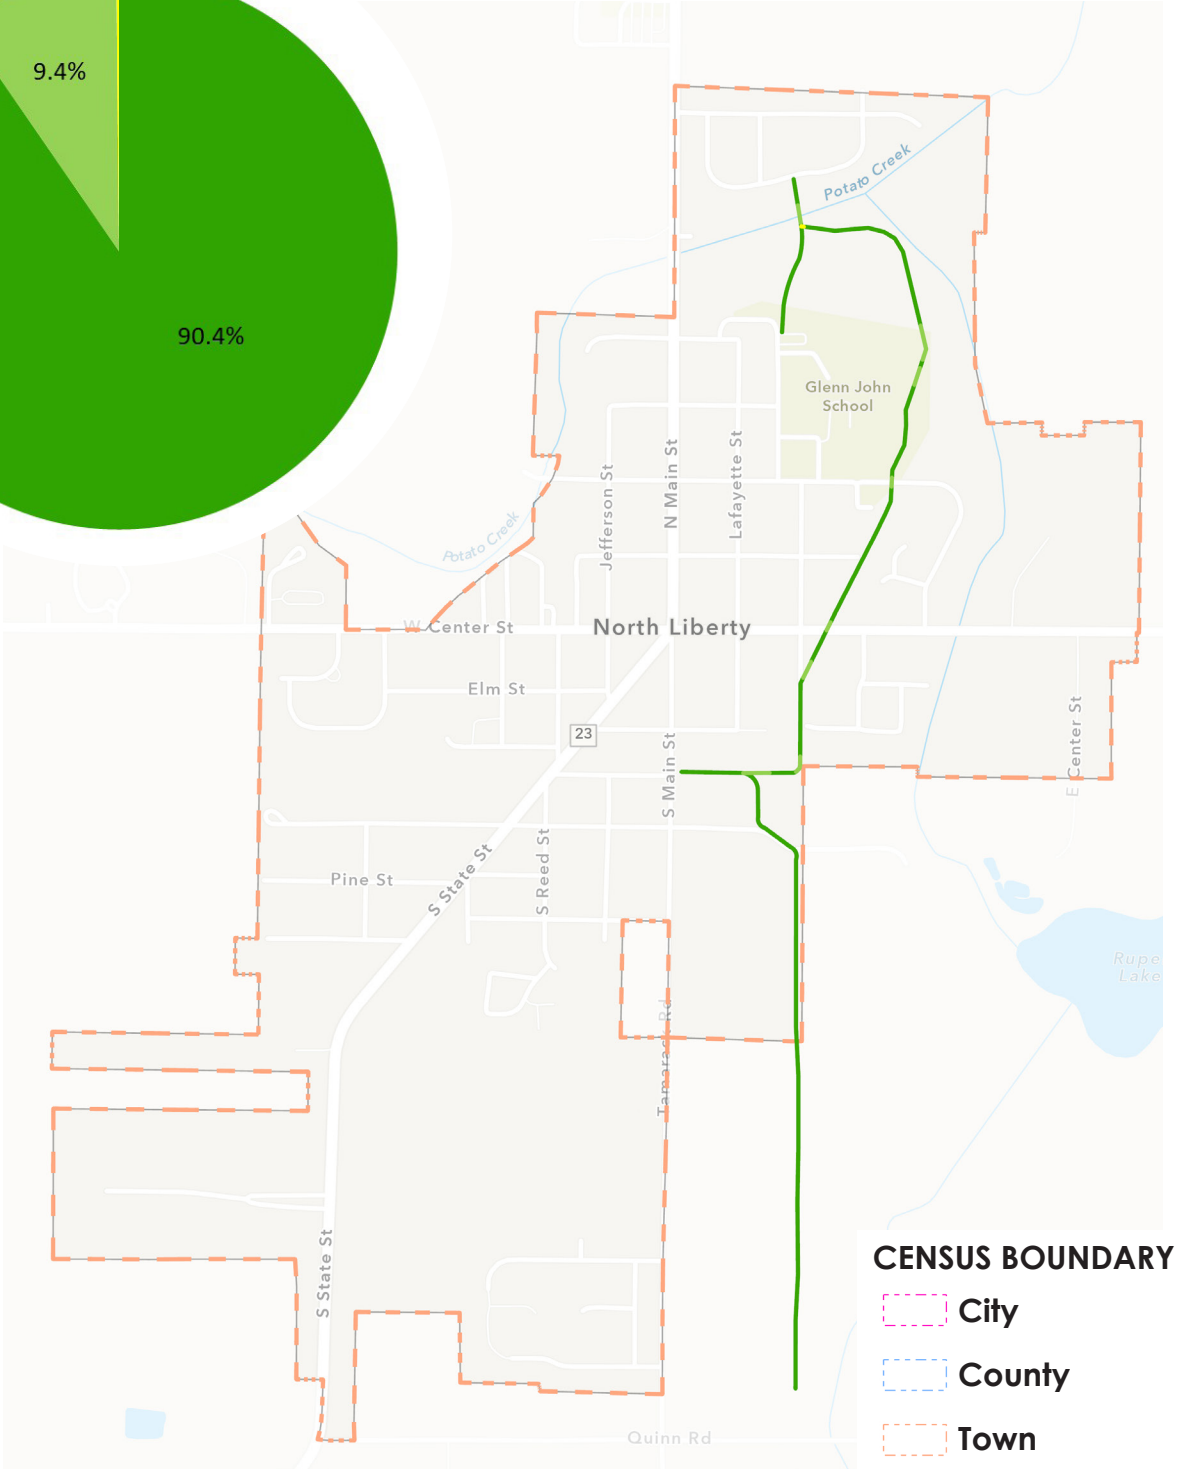 9.4%
90.4%
Potato Creek
Glenn John
School
Jefferson St
N Main St
Lafayette St
Potato Creek
W Center St
North Liberty
Elm St
23
S Main St
E Center St
S State St
S Reed St
Pine St
Rupe
Lake
Tamarack Rd
S State St
Quinn Rd
CENSUS BOUNDARY
City
County
Town